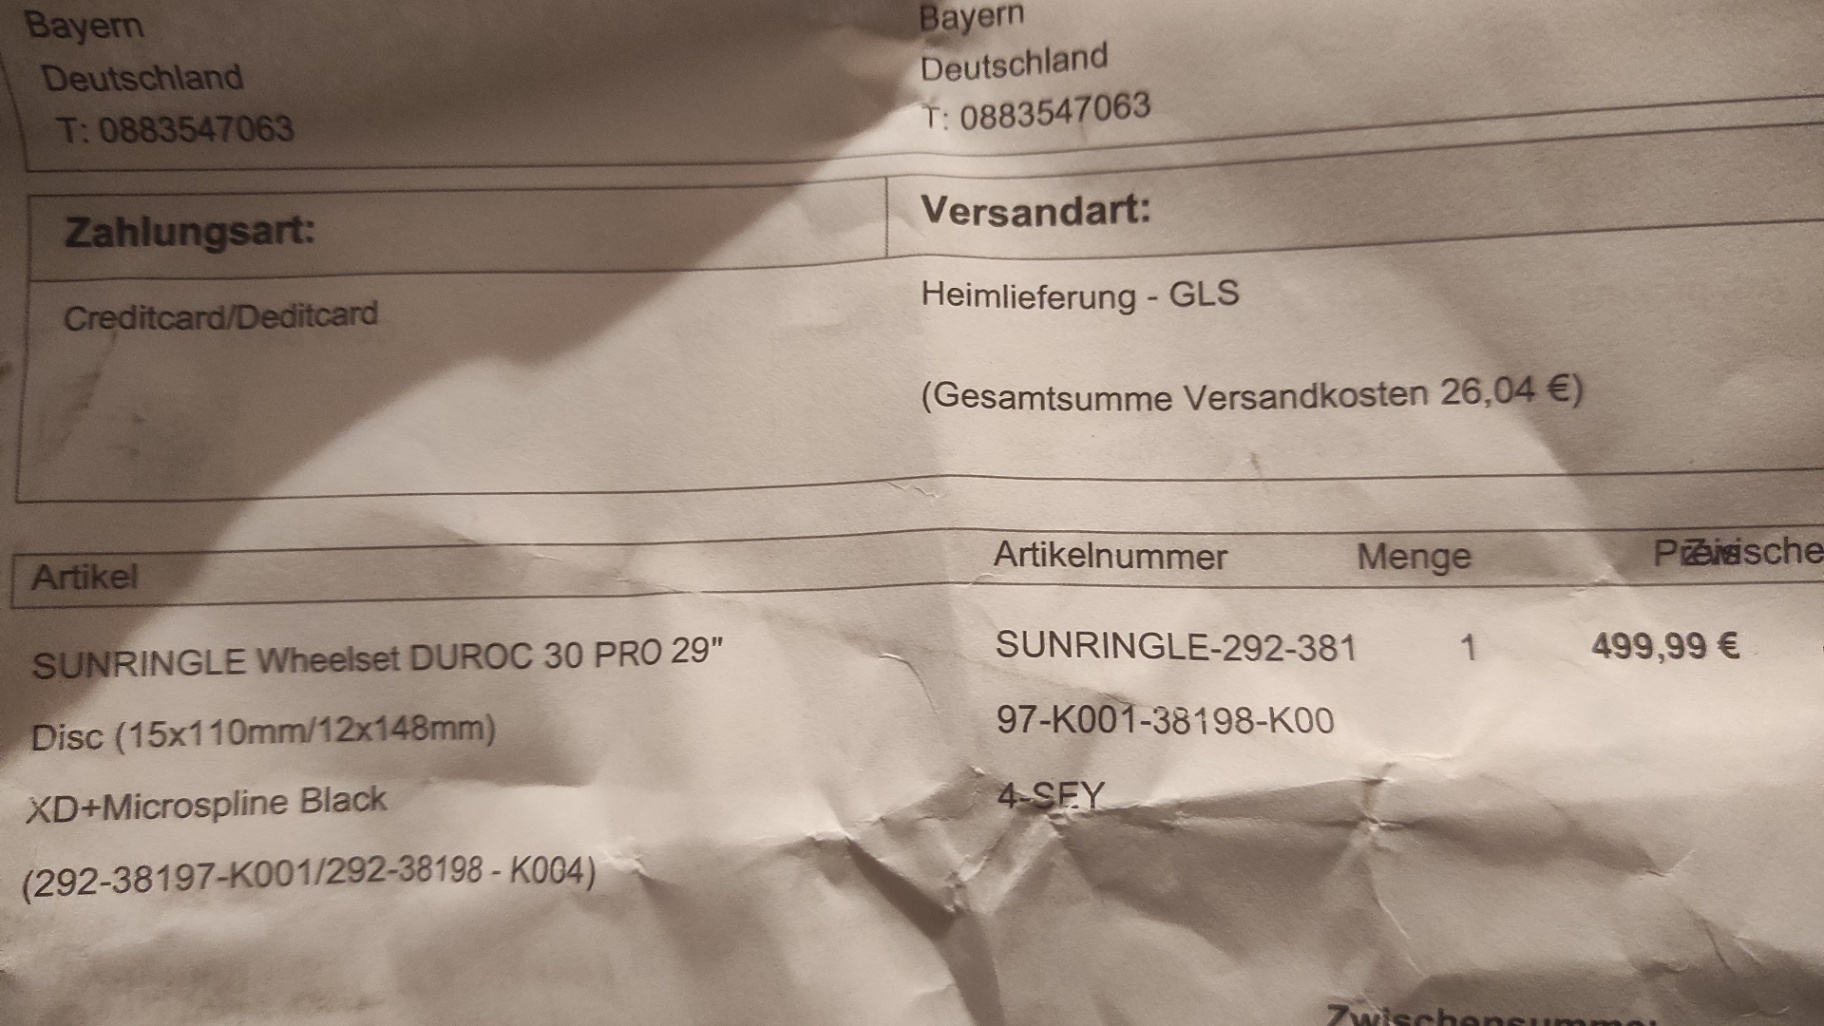 Bayern
Deutschland
T: 0883547063
Bayern
Deutschland
T: 0883547063
Zahlungsart:
Versandart:
Creditcard/Deditcard
Heimlieferung - GLS
(Gesamtsumme Versandkosten 26,04 €)
Artikel Artikelnummer Menge
SUNRINGLE Wheelset DUROC 30 PRO 29" SUNRINGLE-292-381 1 499,99 €
Disc (15x110mm/12x148mm) 97-K001-38198-K00
XD+Microspline Black 4-SEY
(292-38197-K001/292-38198 - K004)
Zwischensumme: